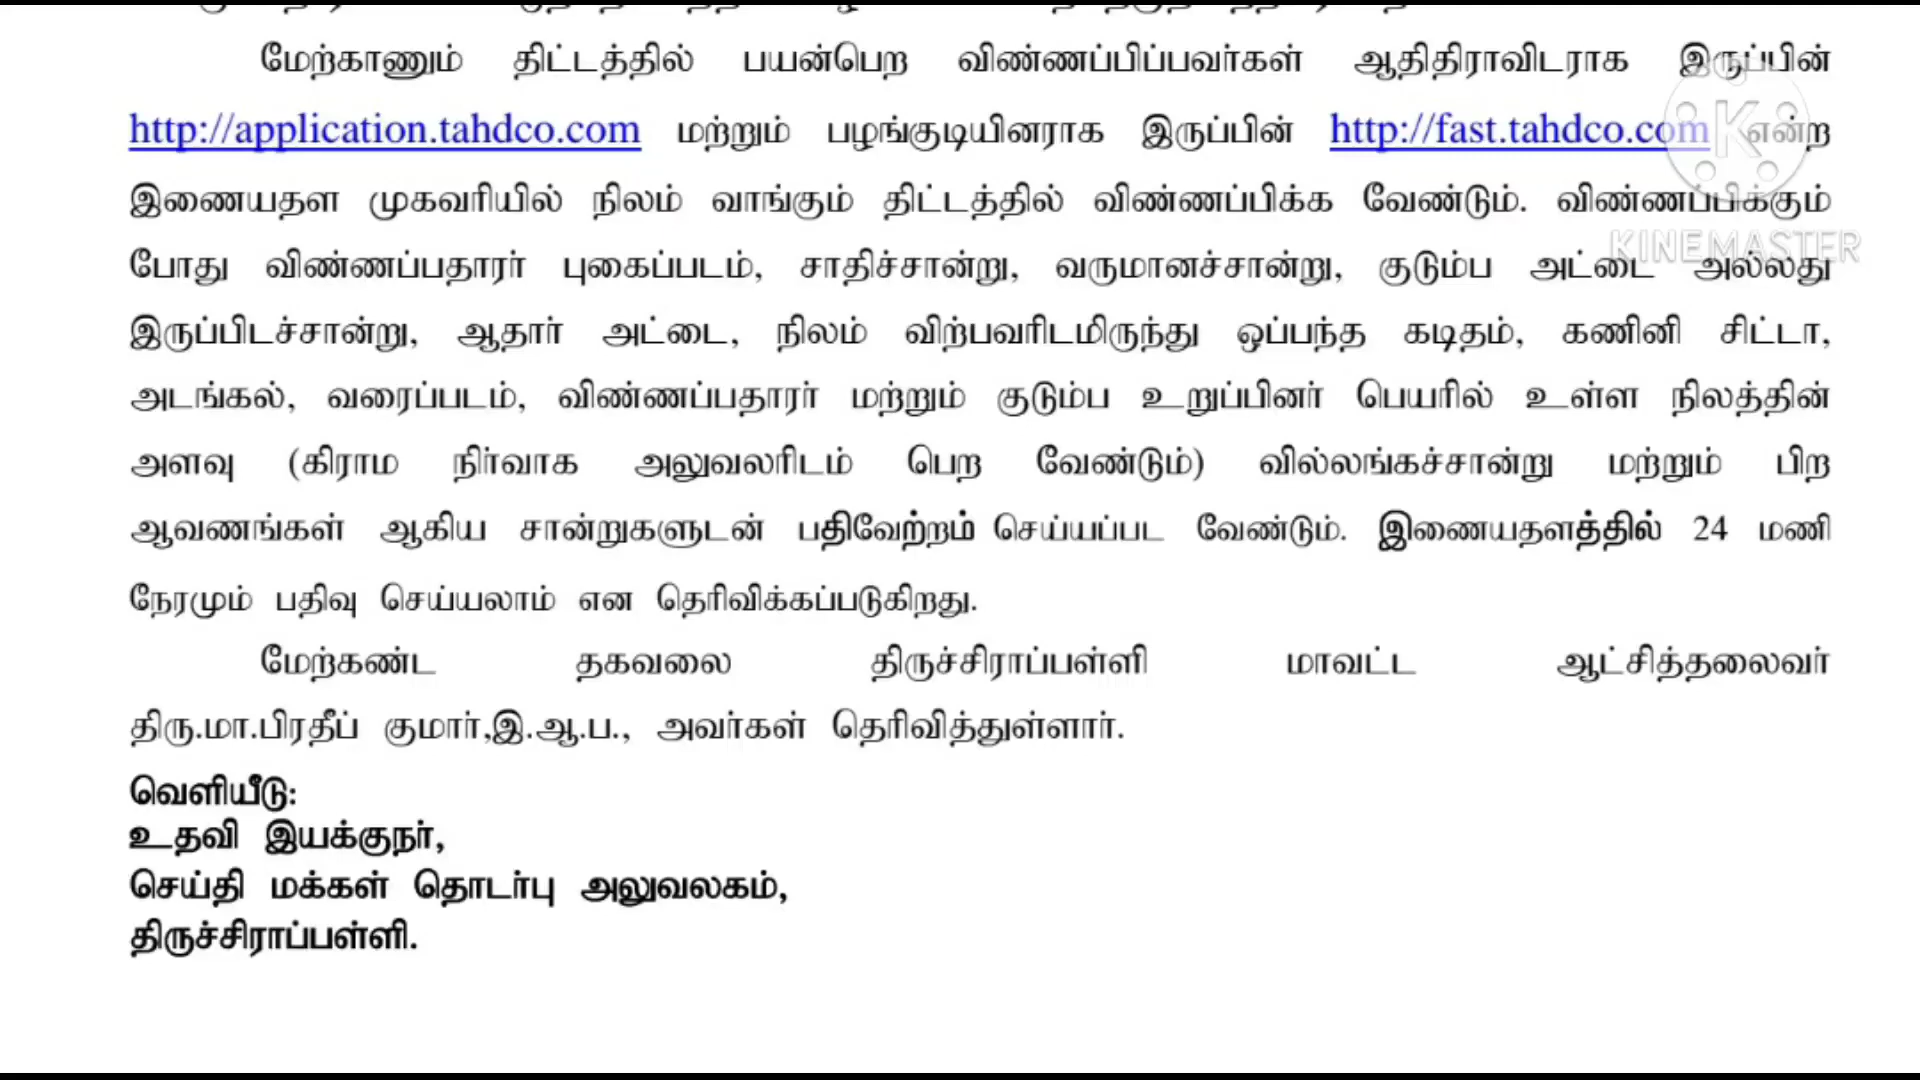 மேற்காணும் திட்டத்தில் பயன்பெற விண்ணப்பிப்பவர்கள் ஆதிதிராவிடராக இருப்பின்
http://application.tahdco.com மற்றும் பழங்குடியினராக இருப்பின் http://fast.tahdco.com என்ற
இணையதள முகவரியில் நிலம் வாங்கும் திட்டத்தில் விண்ணப்பிக்க வேண்டும். விண்ணப்பிக்கும்
KINEMASTER
போது விண்ணப்பதாரர் புகைப்படம், சாதிச்சான்று, வருமானச்சான்று, குடும்ப அட்டை அல்லது
இருப்பிடச்சான்று, ஆதார் அட்டை, நிலம் விற்பவரிடமிருந்து ஒப்பந்த கடிதம், கணினி சிட்டா,
அடங்கல், வரைப்படம், விண்ணப்பதாரர் மற்றும் குடும்ப உறுப்பினர் பெயரில் உள்ள நிலத்தின்
அளவு (கிராம நிர்வாக அலுவலரிடம் பெற வேண்டும்) வில்லங்கச்சான்று மற்றும் பிற
ஆவணங்கள் ஆகிய சான்றுகளுடன் பதிவேற்றம் செய்யப்பட வேண்டும். இணையதளத்தில் 24 மணி
நேரமும் பதிவு செய்யலாம் என தெரிவிக்கப்படுகிறது.
மேற்கண்ட தகவலை திருச்சிராப்பள்ளி மாவட்ட ஆட்சித்தலைவர்
திரு.மா.பிரதீப் குமார்,இ.ஆ.ப., அவர்கள் தெரிவித்துள்ளார்.
வெளியீடு:
உதவி இயக்குநர்,
செய்தி மக்கள் தொடர்பு அலுவலகம்,
திருச்சிராப்பள்ளி.